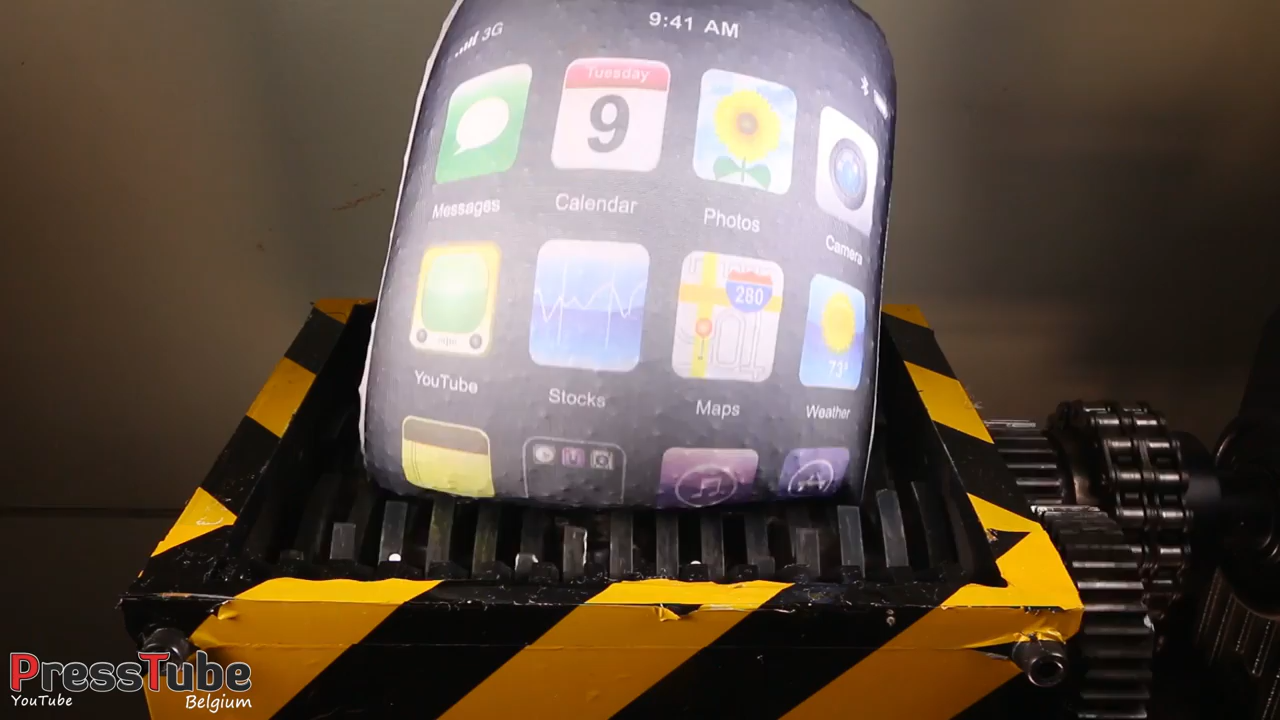 3G 9:41 AM
Tuesday
9
Messages Calendar Photos Camera
280
73°
YouTube Stocks Maps Weather
PressTube
YouTube Belgium